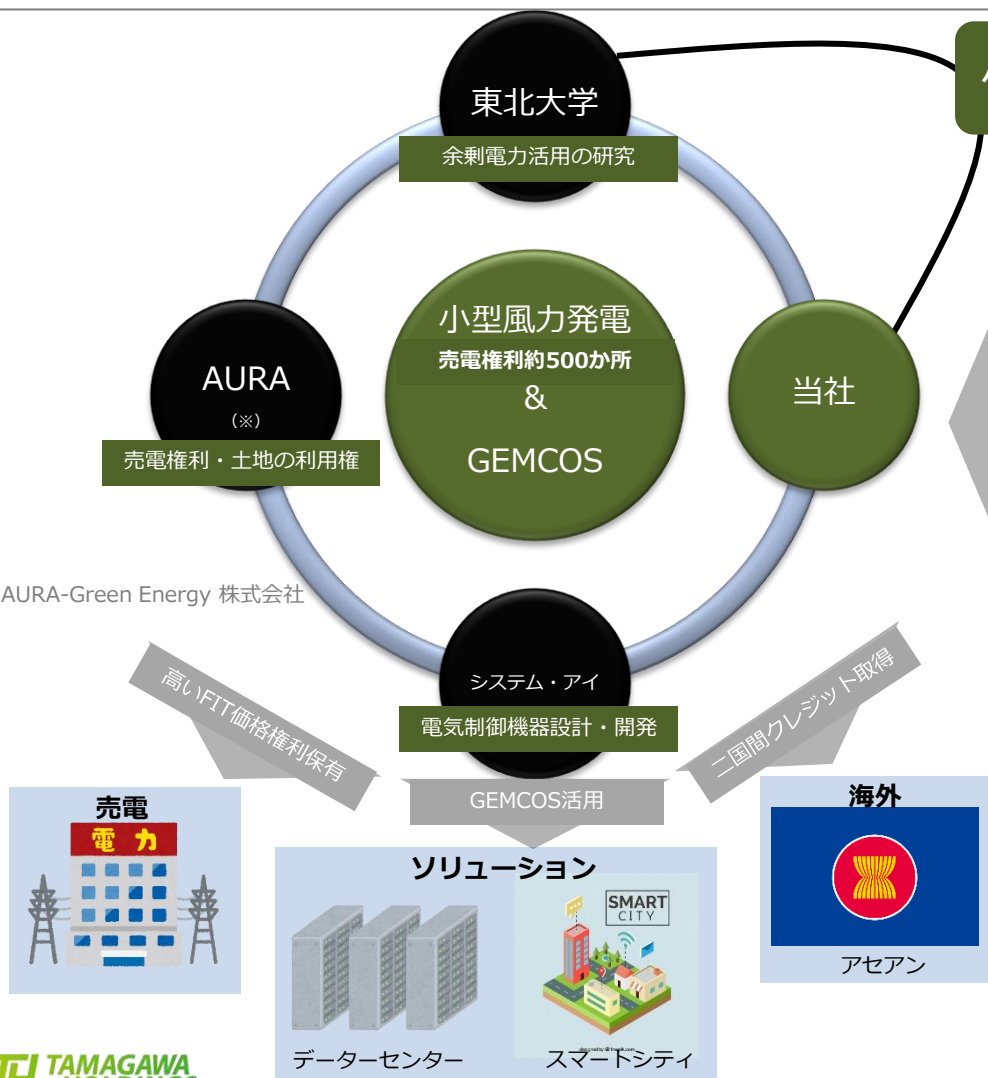 東北大学
余剰電力活用の研究
小型風力発電
売電権利約500か所
&
GEMCOS
AURA
(※)
売電権利・土地の利用権
当社
AURA-Green Energy 株式会社
システム・アイ
電気制御機器設計・開発
高いFIT価格権利保有
GEMCOS活用
二国間クレジット取得
売電
電力
ソリューション
SMART
CITY
designed by freepik.com
データーセンター
スマートシティ
海外
アセアン
TAMAGAWA
HOLDINGS